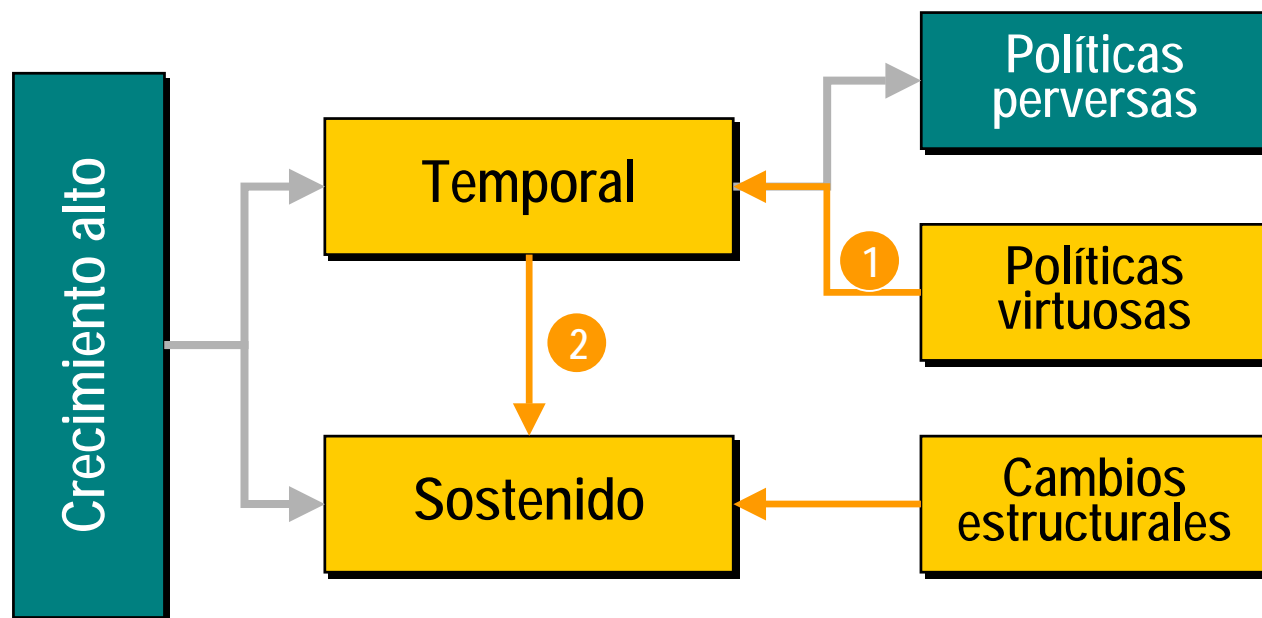 Crecimiento alto
Temporal
Sostenido
Políticas
perversas
1
Políticas
virtuosas
2
Cambios
estructurales